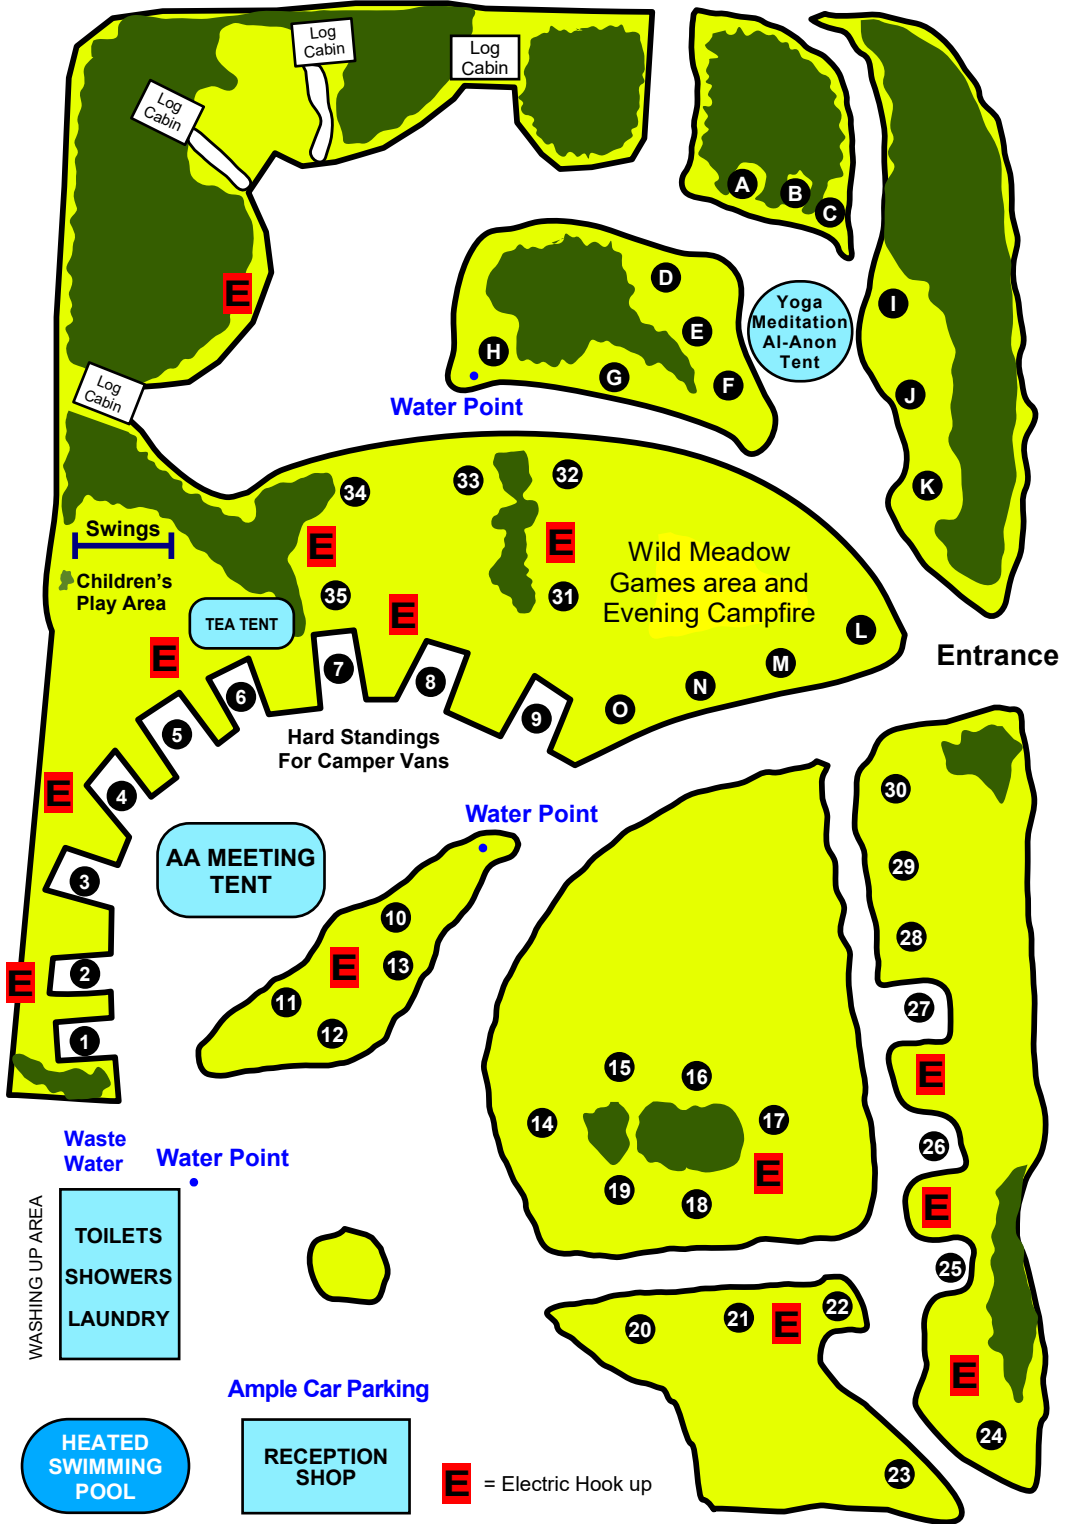 Log
Cabin
Log
Cabin
Log
Cabin
A
B
C
D
E
Yoga
Meditation
Al-Anon
Tent
I
E
H
G
F
J
Log
Cabin
Water Point
K
34
33
32
Swings
E
E
Wild Meadow
Games area and
Evening Campfire
Children's
Play Area
35
31
TEA TENT
E
L
E
7
8
M
Entrance
6
N
5
9
O
Hard Standings
For Camper Vans
4
E
30
Water Point
AA MEETING
TENT
3
29
10
28
E
13
2
E
11
27
12
1
15
16
E
14
17
26
Waste
Water
Water Point
E
19
18
E
WASHING UP AREA
TOILETS
SHOWERS
LAUNDRY
25
20
21
E
22
E
Ample Car Parking
24
HEATED
SWIMMING
POOL
RECEPTION
SHOP
E = Electric Hook up
23